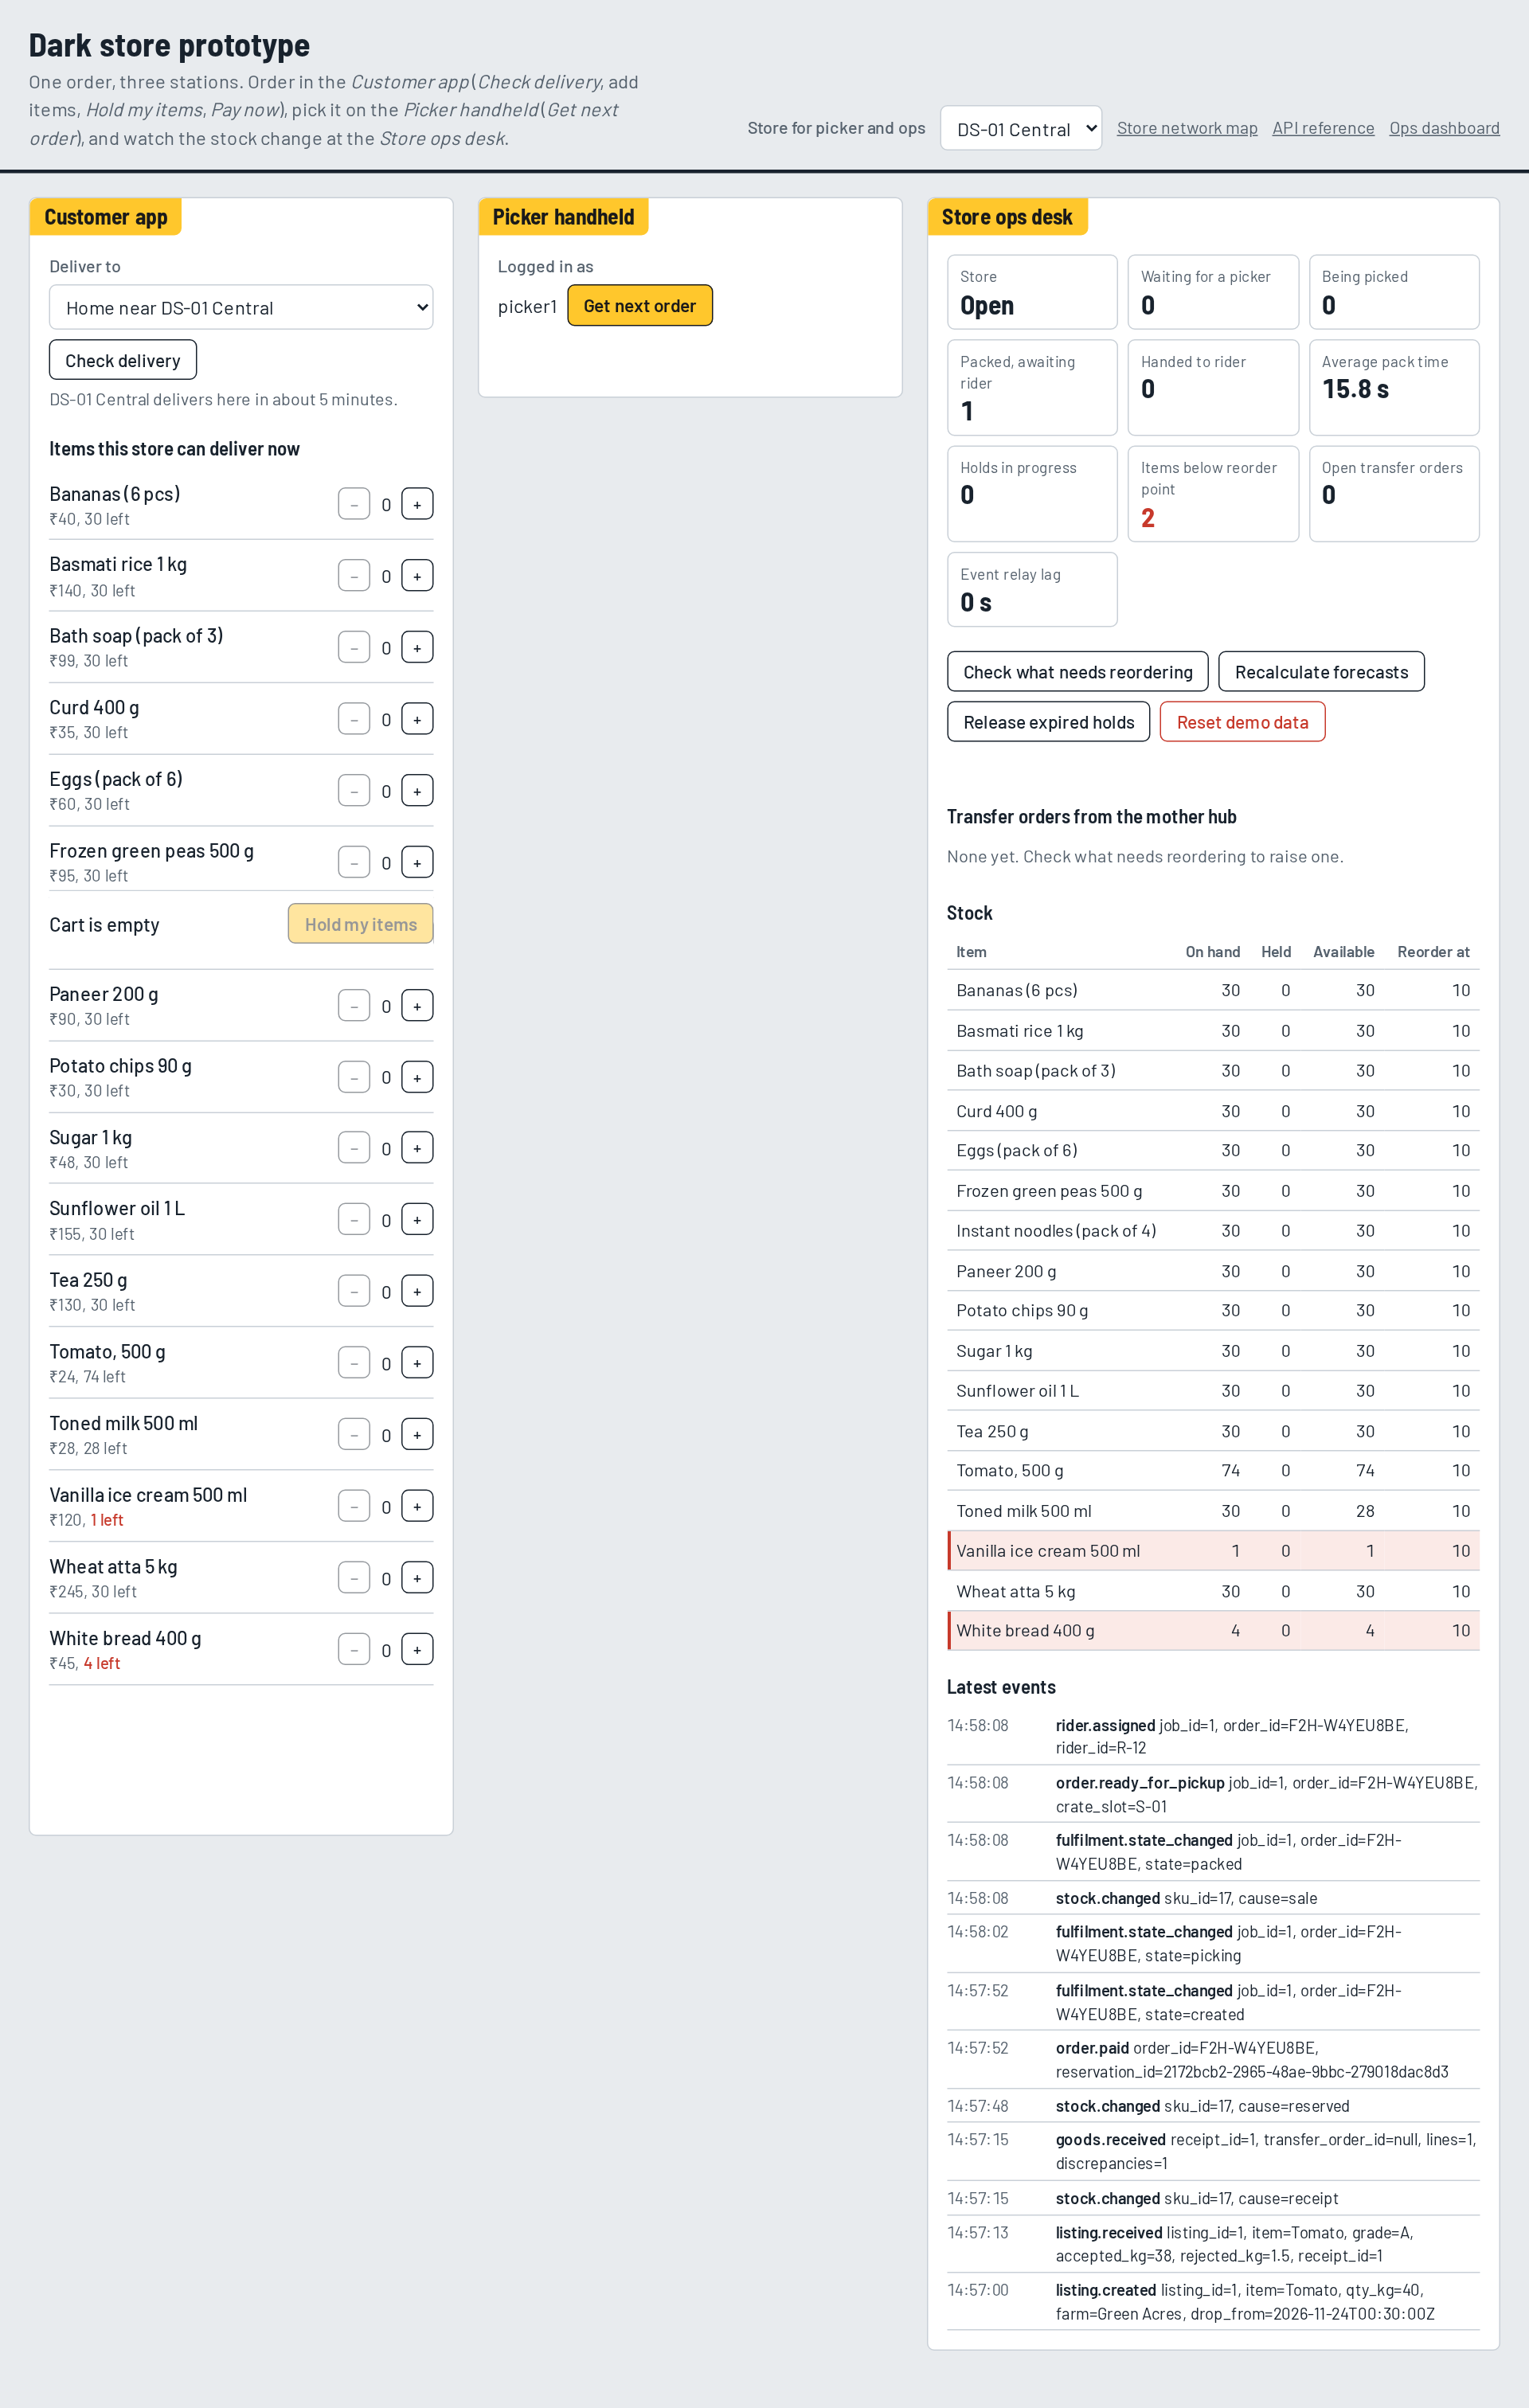 Dark store prototype
One order, three stations. Order in the Customer app (Check delivery, add
items, Hold my items, Pay now), pick it on the Picker handheld (Get next
order), and watch the stock change at the Store ops desk.
Store for picker and ops
DS-01 Central
Store network map
API reference
Ops dashboard
Customer app
Deliver to
Home near DS-01 Central
Check delivery
DS-01 Central delivers here in about 5 minutes.
Items this store can deliver now
Bananas (6 pcs)
₹40, 30 left
– 0 +
Basmati rice 1 kg
₹140, 30 left
– 0 +
Bath soap (pack of 3)
₹99, 30 left
– 0 +
Curd 400 g
₹35, 30 left
– 0 +
Eggs (pack of 6)
₹60, 30 left
– 0 +
Frozen green peas 500 g
₹95, 30 left
– 0 +
Cart is empty
Hold my items
Paneer 200 g
₹90, 30 left
– 0 +
Potato chips 90 g
₹30, 30 left
– 0 +
Sugar 1 kg
₹48, 30 left
– 0 +
Sunflower oil 1 L
₹155, 30 left
– 0 +
Tea 250 g
₹130, 30 left
– 0 +
Tomato, 500 g
₹24, 74 left
– 0 +
Toned milk 500 ml
₹28, 28 left
– 0 +
Vanilla ice cream 500 ml
₹120, 1 left
– 0 +
Wheat atta 5 kg
₹245, 30 left
– 0 +
White bread 400 g
₹45, 4 left
– 0 +
Picker handheld
Logged in as
picker1
Get next order
Store ops desk
Store
Open
Waiting for a picker
0
Being picked
0
Packed, awaiting
rider
1
Handed to rider
0
Average pack time
15.8 s
Holds in progress
0
Items below reorder
point
2
Open transfer orders
0
Event relay lag
0 s
Check what needs reordering
Recalculate forecasts
Release expired holds
Reset demo data
Transfer orders from the mother hub
None yet. Check what needs reordering to raise one.
Stock
Item On hand Held Available Reorder at
Bananas (6 pcs) 30 0 30 10
Basmati rice 1 kg 30 0 30 10
Bath soap (pack of 3) 30 0 30 10
Curd 400 g 30 0 30 10
Eggs (pack of 6) 30 0 30 10
Frozen green peas 500 g 30 0 30 10
Instant noodles (pack of 4) 30 0 30 10
Paneer 200 g 30 0 30 10
Potato chips 90 g 30 0 30 10
Sugar 1 kg 30 0 30 10
Sunflower oil 1 L 30 0 30 10
Tea 250 g 30 0 30 10
Tomato, 500 g 74 0 74 10
Toned milk 500 ml 30 0 28 10
Vanilla ice cream 500 ml 1 0 1 10
Wheat atta 5 kg 30 0 30 10
White bread 400 g 4 0 4 10
Latest events
14:58:08 rider.assigned job_id=1, order_id=F2H-W4YEU8BE,
rider_id=R-12
14:58:08 order.ready_for_pickup job_id=1, order_id=F2H-W4YEU8BE,
crate_slot=S-01
14:58:08 fulfilment.state_changed job_id=1, order_id=F2H-
W4YEU8BE, state=packed
14:58:08 stock.changed sku_id=17, cause=sale
14:58:02 fulfilment.state_changed job_id=1, order_id=F2H-
W4YEU8BE, state=picking
14:57:52 fulfilment.state_changed job_id=1, order_id=F2H-
W4YEU8BE, state=created
14:57:52 order.paid order_id=F2H-W4YEU8BE,
reservation_id=2172bcb2-2965-48ae-9bbc-279018dac8d3
14:57:48 stock.changed sku_id=17, cause=reserved
14:57:15 goods.received receipt_id=1, transfer_order_id=null, lines=1,
discrepancies=1
14:57:15 stock.changed sku_id=17, cause=receipt
14:57:13 listing.received listing_id=1, item=Tomato, grade=A,
accepted_kg=38, rejected_kg=1.5, receipt_id=1
14:57:00 listing.created listing_id=1, item=Tomato, qty_kg=40,
farm=Green Acres, drop_from=2026-11-24T00:30:00Z